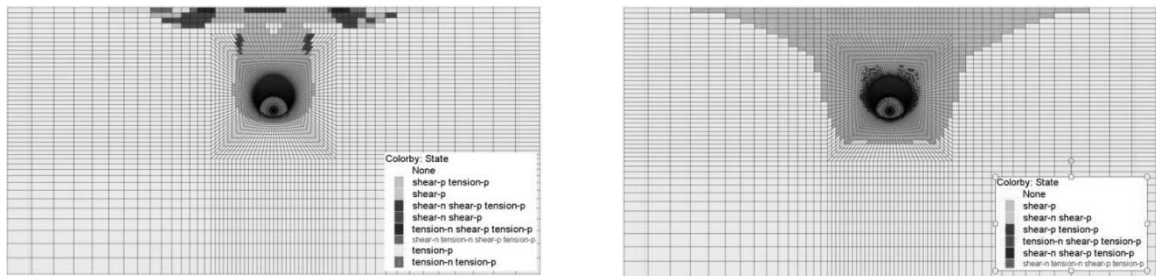 Colorby: State
None
shear-p tension-p
shear-p
shear-n shear-p tension-p
shear-n shear-p
tension-n shear-p tension-p
shear-n tension-n shear-p tension-p
tension-p
tension-n tension-p
Colorby: State
None
shear-p
shear-n shear-p
shear-p tension-p
tension-n shear-p tension-p
shear-n shear-p tension-p
shear-n tension-n shear-p tension-p